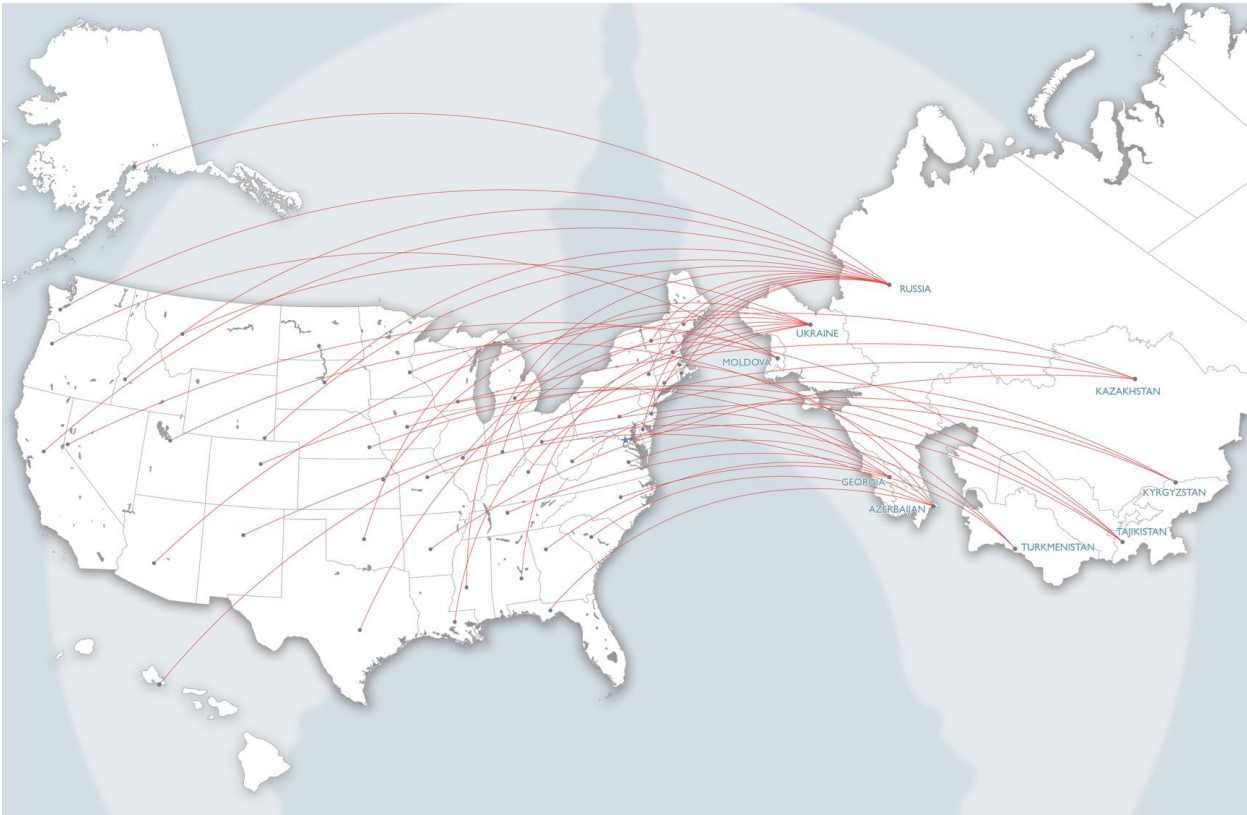 RUSSIA
UKRAINE
MOLDOVA
KAZAKHSTAN
GEORGIA
KYRGYZSTAN
AZERBAIJAN
TAJIKISTAN
TURKMENISTAN